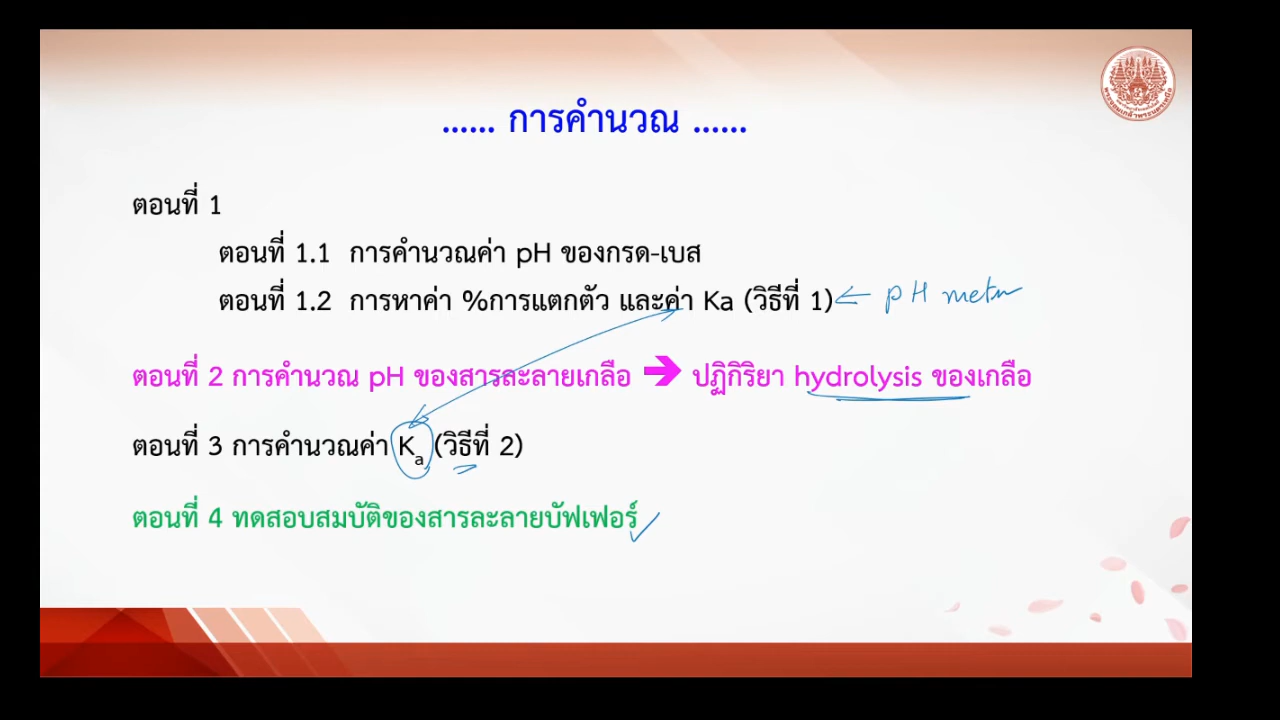 ...... การคำนวณ ......
ตอนที่ 1
ตอนที่ 1.1 การคำนวณค่า pH ของกรด-เบส
ตอนที่ 1.2 การหาค่า %การแตกตัว และค่า Ka (วิธีที่ 1) ← pH meter
ตอนที่ 2 การคำนวณ pH ของสารละลายเกลือ ➔ ปฏิกิริยา hydrolysis ของเกลือ
ตอนที่ 3 การคำนวณค่า Ka (วิธีที่ 2)
ตอนที่ 4 ทดสอบสมบัติของสารละลายบัฟเฟอร์